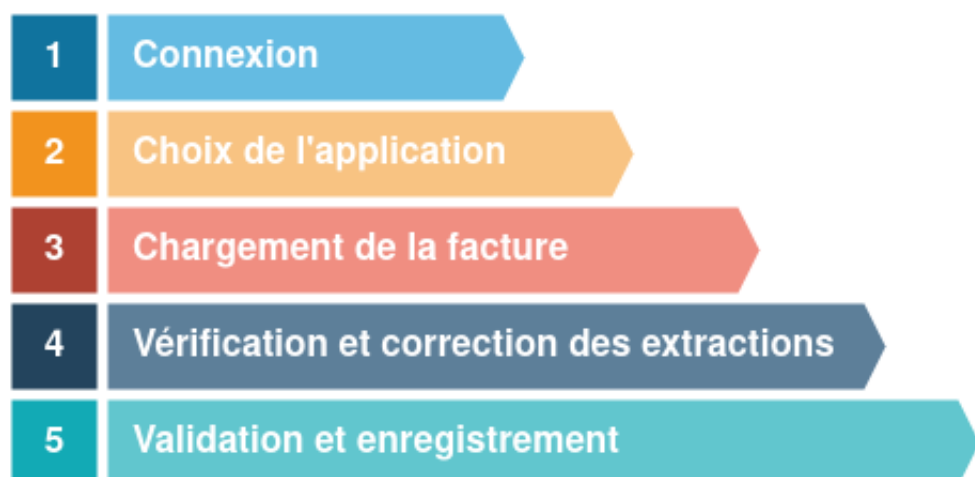 1 Connexion
2 Choix de l'application
3 Chargement de la facture
4 Vérification et correction des extractions
5 Validation et enregistrement